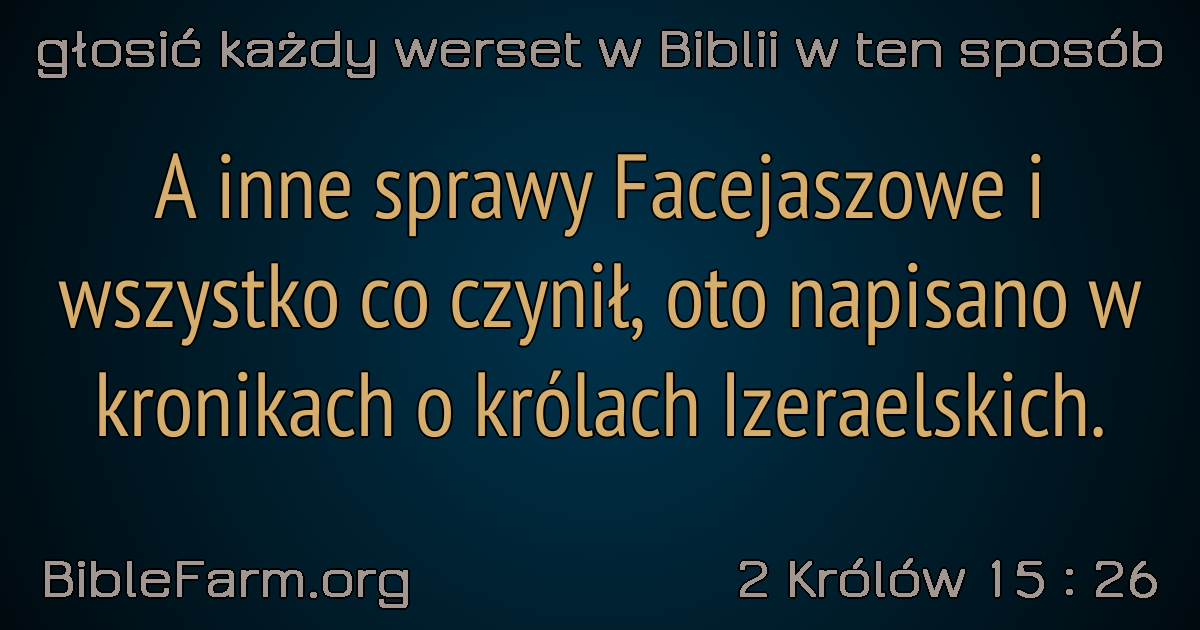 głosić każdy werset w Biblii w ten sposób
A inne sprawy Facejaszowe i
wszystko co czynił, oto napisano w
kronikach o królach Izeraelskich.
BibleFarm.org
2 Królów 15 : 26